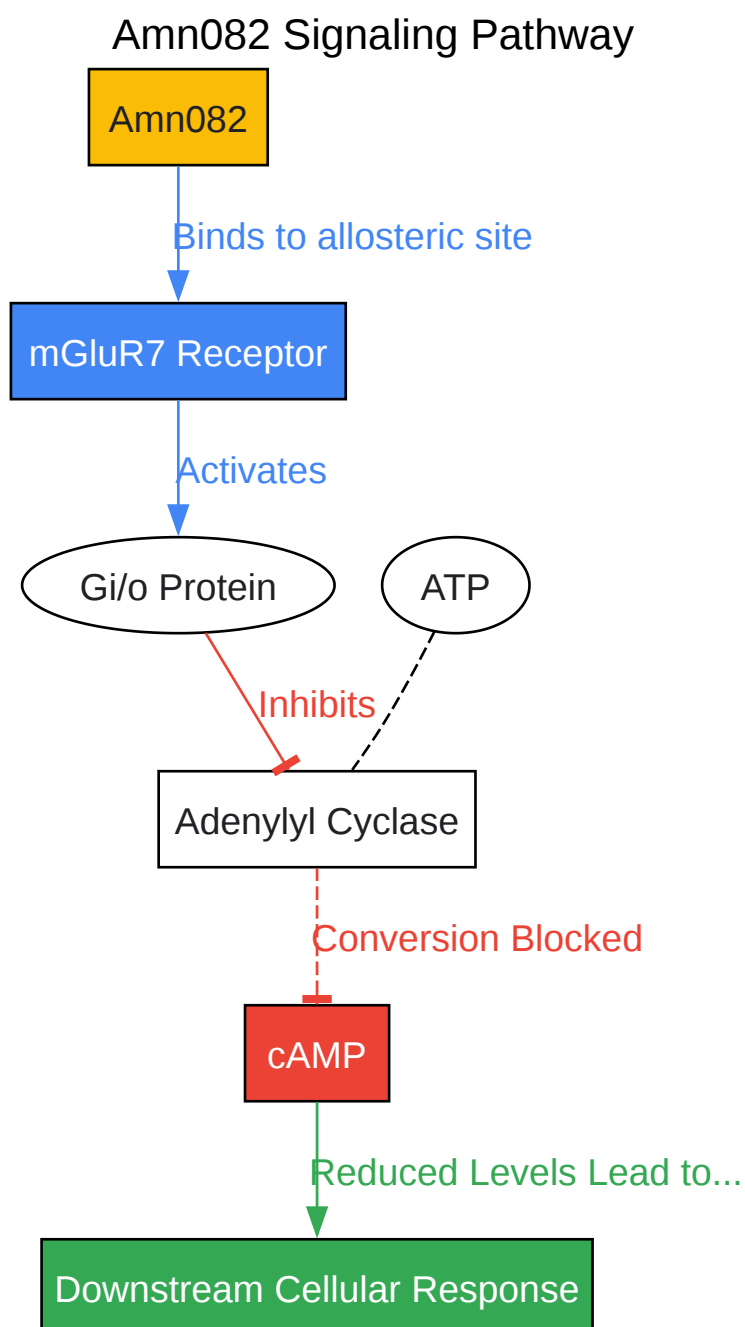 Amn082 Signaling Pathway
Amn082
Binds to allosteric site
mGluR7 Receptor
Activates
Gi/o Protein
ATP
Inhibits
Adenylyl Cyclase
Conversion Blocked
cAMP
Reduced Levels Lead to...
Downstream Cellular Response